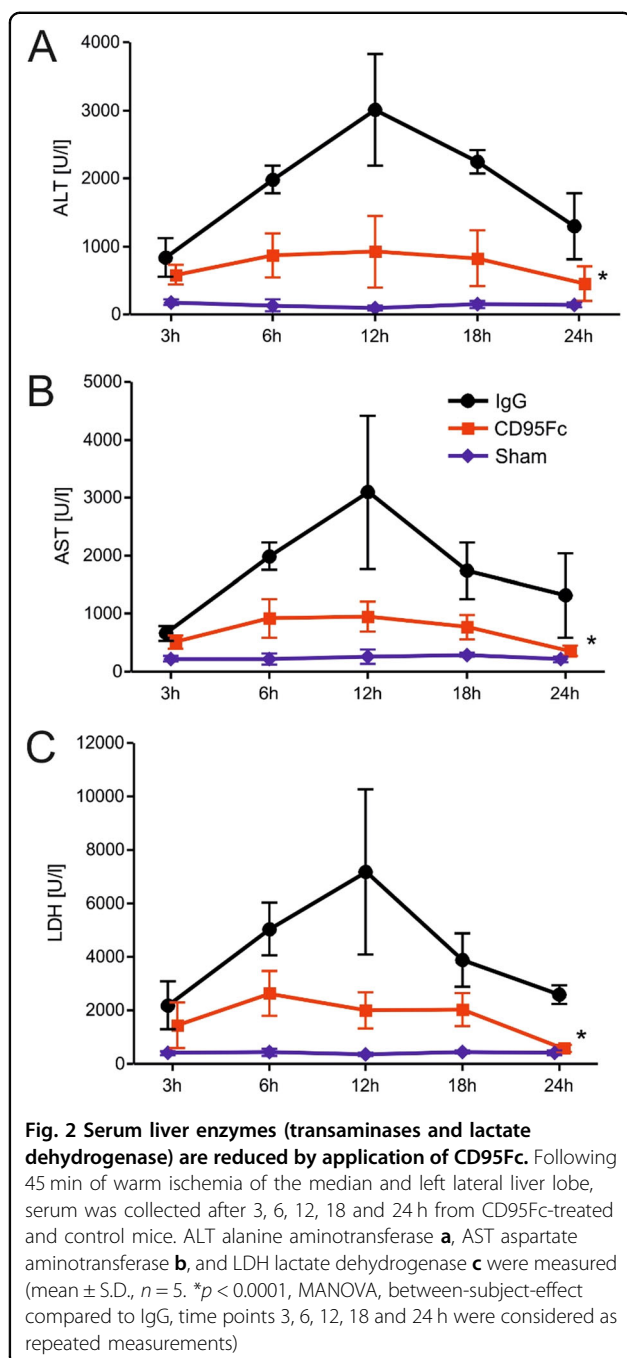 A
4000
3000
2000
1000
0
ALT [U/l]
*
3h 6h 12h 18h 24h
B
5000
4000
3000
2000
1000
0
AST [U/l]
IgG
CD95Fc
Sham
*
3h 6h 12h 18h 24h
C
12000
10000
8000
6000
4000
2000
0
LDH [U/l]
*
3h 6h 12h 18h 24h
Fig. 2 Serum liver enzymes (transaminases and lactate
dehydrogenase) are reduced by application of CD95Fc. Following
45 min of warm ischemia of the median and left lateral liver lobe,
serum was collected after 3, 6, 12, 18 and 24 h from CD95Fc-treated
and control mice. ALT alanine aminotransferase a, AST aspartate
aminotransferase b, and LDH lactate dehydrogenase c were measured
(mean ± S.D., n = 5. *p < 0.0001, MANOVA, between-subject-effect
compared to IgG, time points 3, 6, 12, 18 and 24 h were considered as
repeated measurements)